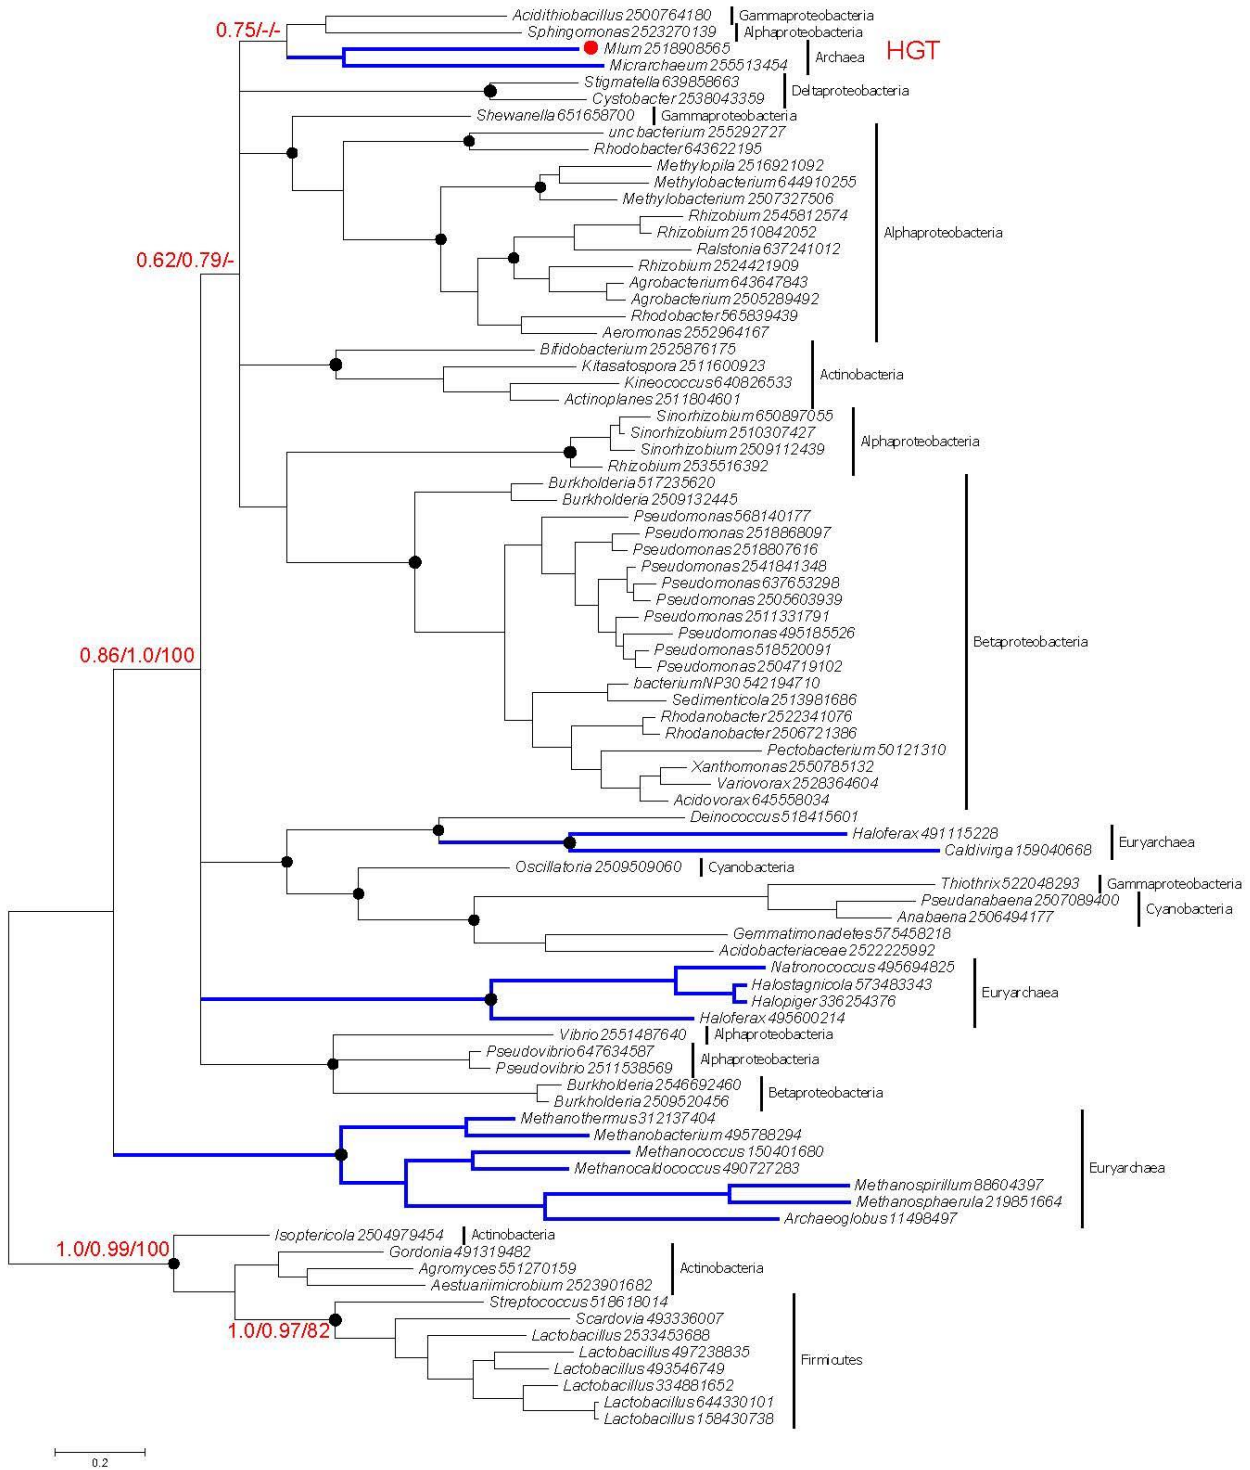 Acidithiobacillus 2500764180 Gammaproteobacteria
0.75/-/- Sphingomonas 2523270139 Alphaproteobacteria
Mlum 2518908565 Archaea HGT
Micrarchaeum 255513454
Stigmatella 639858663 Deltaproteobacteria
Cystobacter 2538043359
Shewanella 651658700 Gammaproteobacteria
unc bacterium 255292727
Rhodobacter 643622195
Methylopila 2516921092
Methylobacterium 644910255
Methylobacterium 2507327506
Rhizobium 2545812574
Rhizobium 2510842052 Alphaproteobacteria
Ralstonia 637241012
0.62/0.79/- Rhizobium 2524421909
Agrobacterium 643647843
Agrobacterium 2505289492
Rhodobacter 565839439
Aeromonas 2552964167
Bifidobacterium 2525876175
Kitasatospora 2511600923 Actinobacteria
Kineococcus 640826533
Actinoplanes 2511804601
Sinorhizobium 650897055
Sinorhizobium 2510307427 Alphaproteobacteria
Sinorhizobium 2509112439
Rhizobium 2535516392
Burkholderia 517235620
Burkholderia 2509132445
Pseudomonas 568140177
Pseudomonas 2518868097
Pseudomonas 2518807616
Pseudomonas 2541841348
Pseudomonas 637653298
Pseudomonas 2505603939
Pseudomonas 2511331791
Pseudomonas 495185526 Betaproteobacteria
0.86/1.0/100 Pseudomonas 518520091
Pseudomonas 2504719102
bacteriumNP30 542194710
Sedimenticola 2513981686
Rhodanobacter 2522341076
Rhodanobacter 2506721386
Pectobacterium 50121310
Xanthomonas 2550785132
Variovorax 2528364604
Acidovorax 645558034
Deinococcus 518415601
Haloferax 491115228 Euryarchaea
Caldivirga 159040668
Oscillatoria 2509509060 Cyanobacteria
Thiothrix 522048293 Gammaproteobacteria
Pseudanabaena 2507089400 Cyanobacteria
Anabaena 2506494177
Gemmatimonadetes 575458218
Acidobacteriaceae 2522225992
Natronococcus 495694825
Halostagnicola 573483343 Euryarchaea
Halopiger 336254376
Haloferax 495600214
Vibrio 2551487640 Alphaproteobacteria
Pseudovibrio 647634587 Alphaproteobacteria
Pseudovibrio 2511538569
Burkholderia 2546692460 Betaproteobacteria
Burkholderia 2509520456
Methanothermus 312137404
Methanobacterium 495788294
Methanococcus 150401680 Euryarchaea
Methanocaldococcus 490727283
Methanospirillum 88604397
Methanosphaerula 219851664
Archaeoglobus 11498497
Isoptericola 2504979454 Actinobacteria
1.0/0.99/100 Gordonia 491319482
Agromyces 551270159 Actinobacteria
Aestuariimicrobium 2523901682
Streptococcus 518618014
Scardovia 493336007
1.0/0.97/82 Lactobacillus 2533453688
Lactobacillus 497238835 Firmicutes
Lactobacillus 493546749
Lactobacillus 334881652
Lactobacillus 644330101
Lactobacillus 158430738
0.2